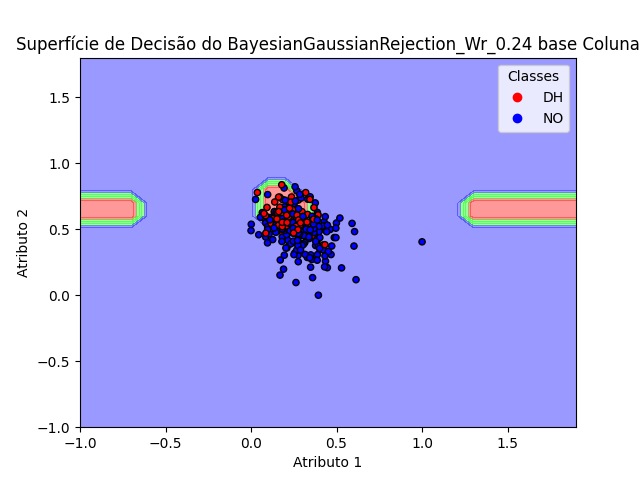 Superfície de Decisão do BayesianGaussianRejection_Wr_0.24 base Coluna
Classes
DH
NO
1.5
1.0
0.5
0.0
−0.5
−1.0
Atributo 2
−1.0
−0.5
0.0
0.5
1.0
1.5
Atributo 1